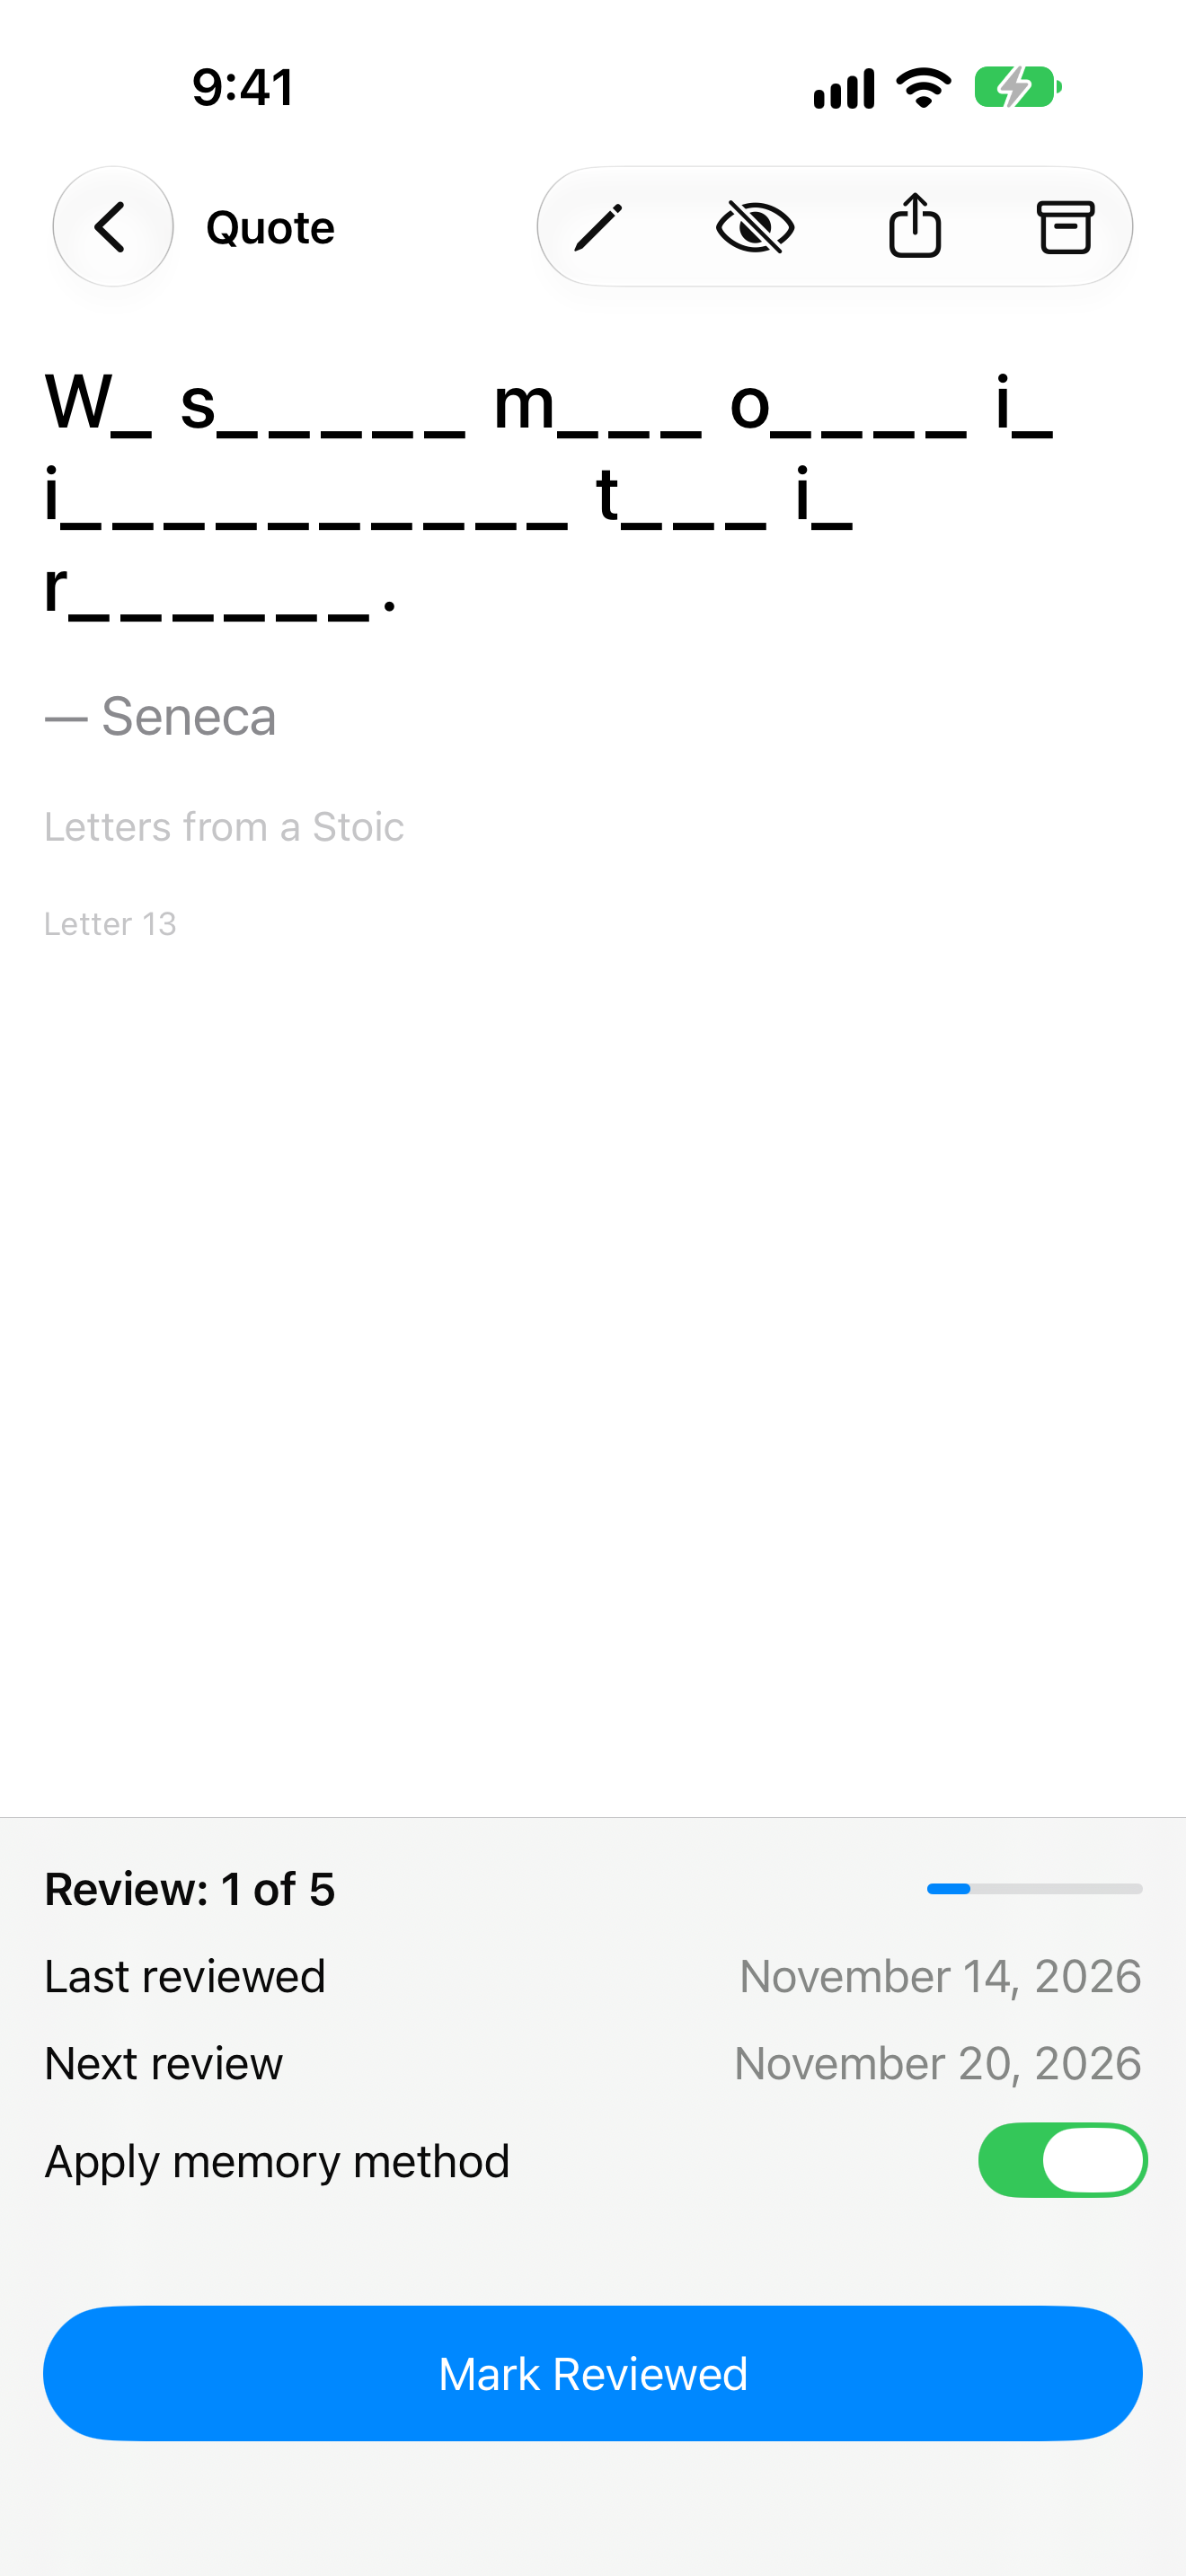 9:41
Quote
W_ s_____ m___ o____ i_
i__________ t___ i_
r______.
— Seneca
Letters from a Stoic
Letter 13
Review: 1 of 5
Last reviewed November 14, 2026
Next review November 20, 2026
Apply memory method
Mark Reviewed